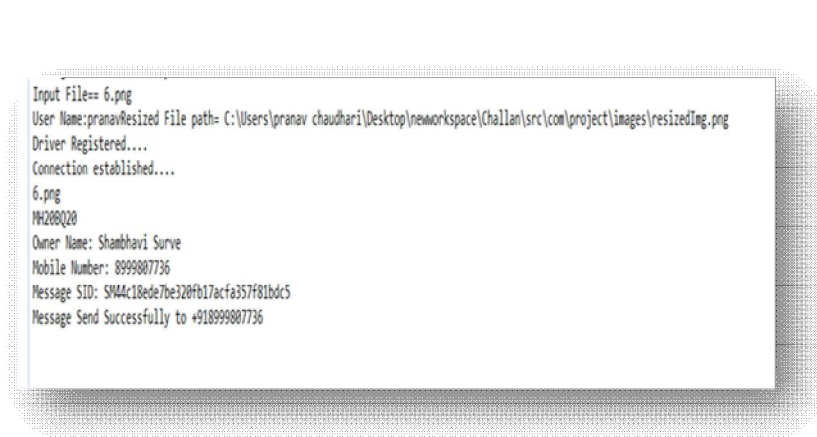 Input File== 6.png
User Name:pranavResized File path= C:\Users\pranav chaudhari\Desktop\newworkspace\Challan\src\com\project\images\resizedImg.png
Driver Registered....
Connection established....
6.png
MH20BQ20
Owner Name: Shambhavi Surve
Mobile Number: 8999807736
Message SID: SM44c18ede7be320fb17acfa357f81bdc5
Message Send Successfully to +918999807736